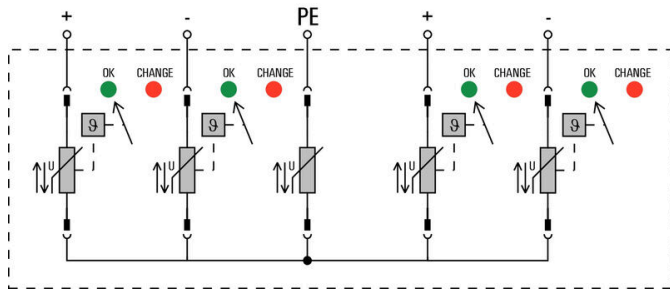 + - PE + -
OK CHANGE OK CHANGE OK CHANGE OK CHANGE
ϑ ϑ ϑ ϑ
U U U U U